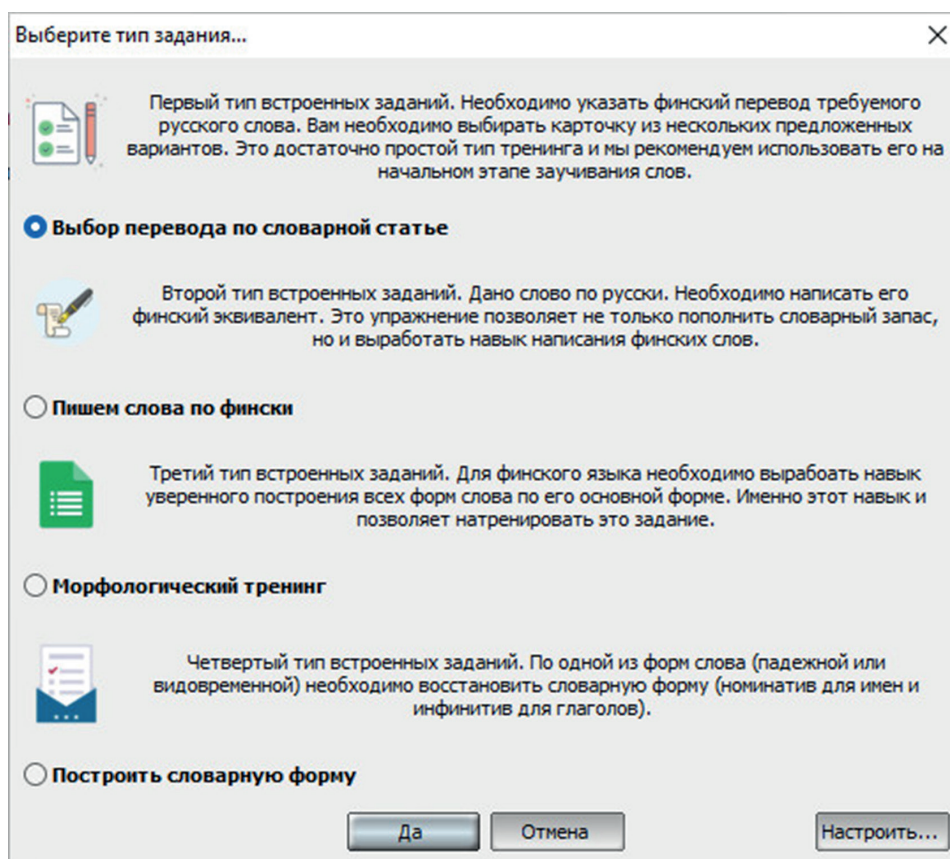 Выберите тип задания...
Первый тип встроенных заданий. Необходимо указать финский перевод требуемого
русского слова. Вам необходимо выбирать карточку из нескольких предложенных
вариантов. Это достаточно простой тип тренинга и мы рекомендуем использовать его на
начальном этапе заучивания слов.
Выбор перевода по словарной статье
Второй тип встроенных заданий. Дано слово по русски. Необходимо написать его
финский эквивалент. Это упражнение позволяет не только пополнить словарный запас,
но и выработать навык написания финских слов.
Пишем слова по фински
Третий тип встроенных заданий. Для финского языка необходимо вырабоать навык
уверенного построения всех форм слова по его основной форме. Именно этот навык и
позволяет натренировать это задание.
Морфологический тренинг
Четвертый тип встроенных заданий. По одной из форм слова (падежной или
видовременной) необходимо восстановить словарную форму (номинатив для имен и
инфинитив для глаголов).
Построить словарную форму
Да
Отмена
Настроить...